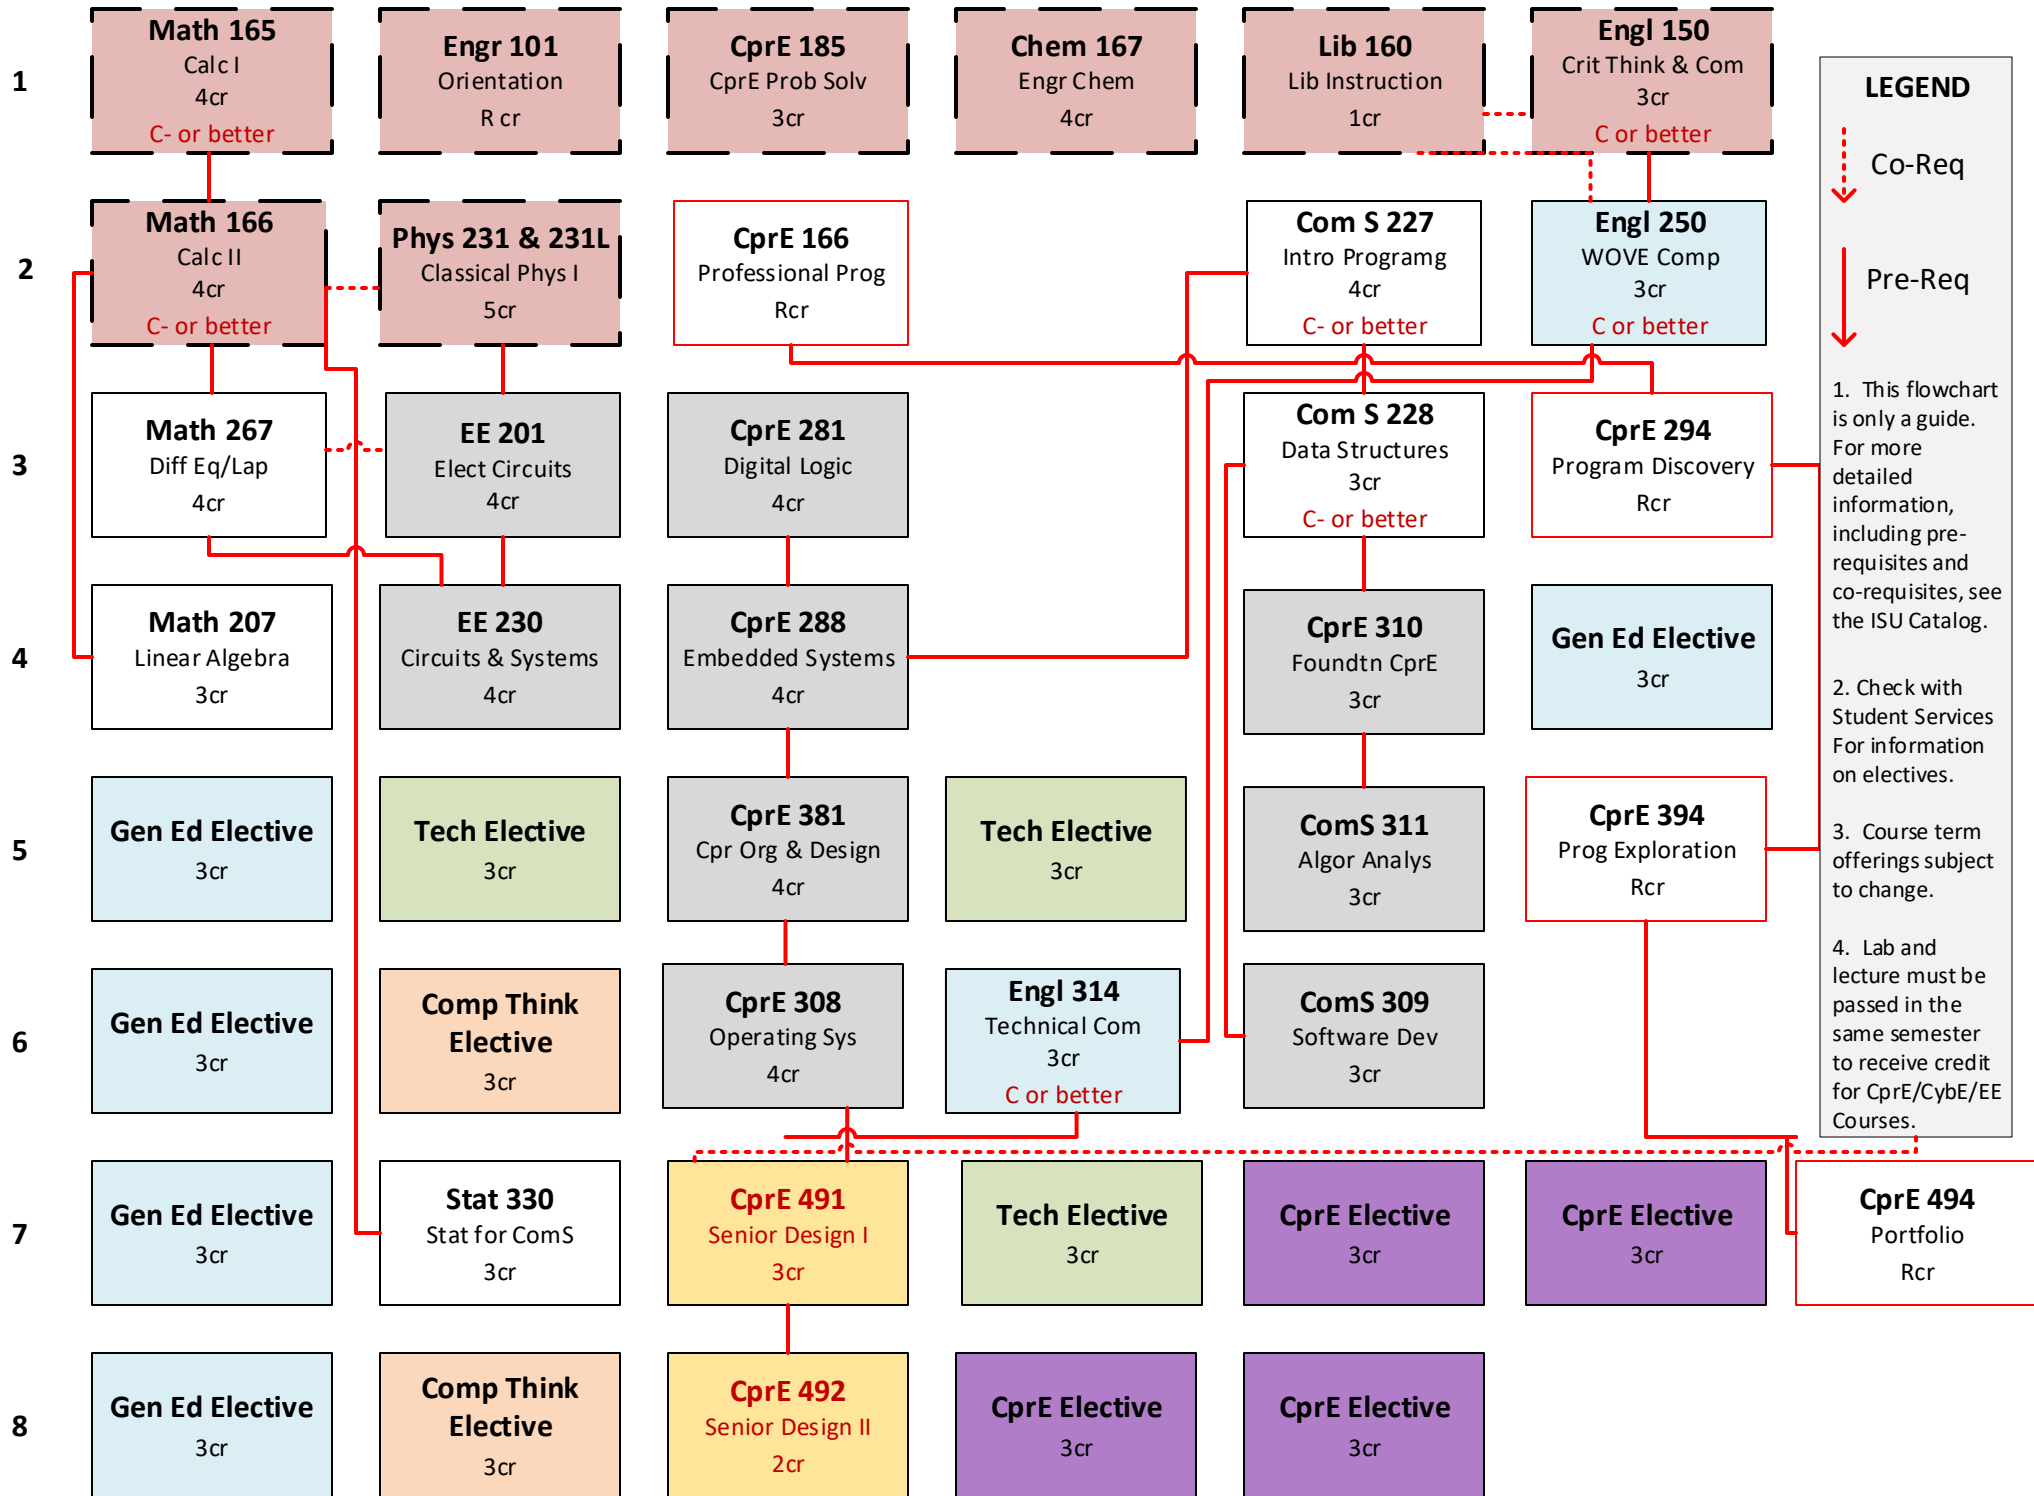 1
Math 165
Calc I
4cr
C- or better
Engr 101
Orientation
R cr
CprE 185
CprE Prob Solv
3cr
Chem 167
Engr Chem
4cr
Lib 160
Lib Instruction
1cr
Engl 150
Crit Think & Com
3cr
C or better
2
Math 166
Calc II
4cr
C- or better
Phys 231 & 231L
Classical Phys I
5cr
CprE 166
Professional Prog
Rcr
Com S 227
Intro Programg
4cr
C- or better
Engl 250
WOVE Comp
3cr
C or better
3
Math 267
Diff Eq/Lap
4cr
EE 201
Elect Circuits
4cr
CprE 281
Digital Logic
4cr
Com S 228
Data Structures
3cr
C- or better
CprE 294
Program Discovery
Rcr
4
Math 207
Linear Algebra
3cr
EE 230
Circuits & Systems
4cr
CprE 288
Embedded Systems
4cr
CprE 310
Foundtn CprE
3cr
Gen Ed Elective
3cr
5
Gen Ed Elective
3cr
Tech Elective
3cr
CprE 381
Cpr Org & Design
4cr
Tech Elective
3cr
ComS 311
Algor Analys
3cr
CprE 394
Prog Exploration
Rcr
6
Gen Ed Elective
3cr
Comp Think
Elective
3cr
CprE 308
Operating Sys
4cr
Engl 314
Technical Com
3cr
C or better
ComS 309
Software Dev
3cr
7
Gen Ed Elective
3cr
Stat 330
Stat for ComS
3cr
CprE 491
Senior Design I
3cr
Tech Elective
3cr
CprE Elective
3cr
CprE Elective
3cr
CprE 494
Portfolio
Rcr
8
Gen Ed Elective
3cr
Comp Think
Elective
3cr
CprE 492
Senior Design II
2cr
CprE Elective
3cr
CprE Elective
3cr
LEGEND
Co-Req
Pre-Req
1. This flowchart
is only a guide.
For more
detailed
information,
including pre-
requisites and
co-requisites, see
the ISU Catalog.
2. Check with
Student Services
For information
on electives.
3. Course term
offerings subject
to change.
4. Lab and
lecture must be
passed in the
same semester
to receive credit
for CprE/CybE/EE
Courses.